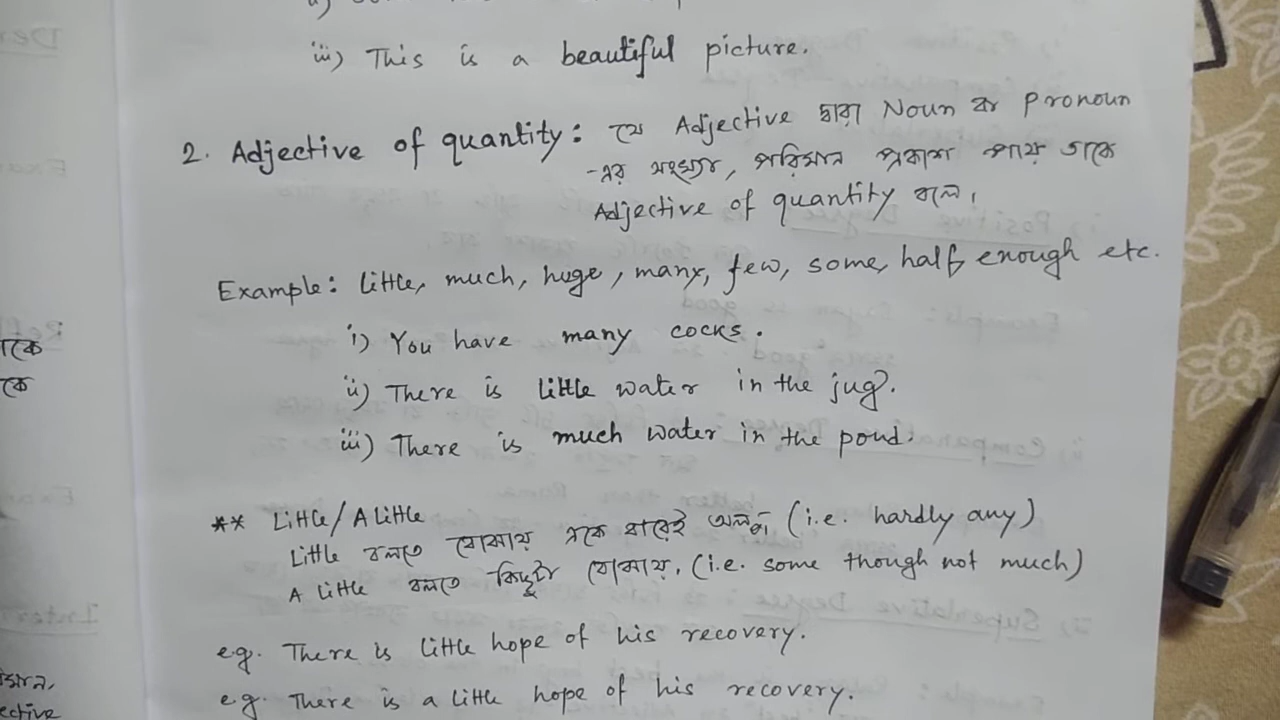 iii) This is a beautiful picture.
2. Adjective of quantity: যে Adjective দ্বারা Noun বা Pronoun
-এর সংখ্যার, পরিমান প্রকাশ পায় তাকে
Adjective of quantity বলে।
Example: Little, much, huge, many, few, some, half, enough etc.
i) You have many cocks.
ii) There is little water in the jug.
iii) There is much water in the poud.
** Little/A Little
Little বলতে বোঝায় একে বারেই অল্প (i.e. hardly any)
A little বলতে কিছুটা বোঝায়, (i.e. some though not much)
e.g. There is little hope of his recovery.
e.g. There is a little hope of his recovery.